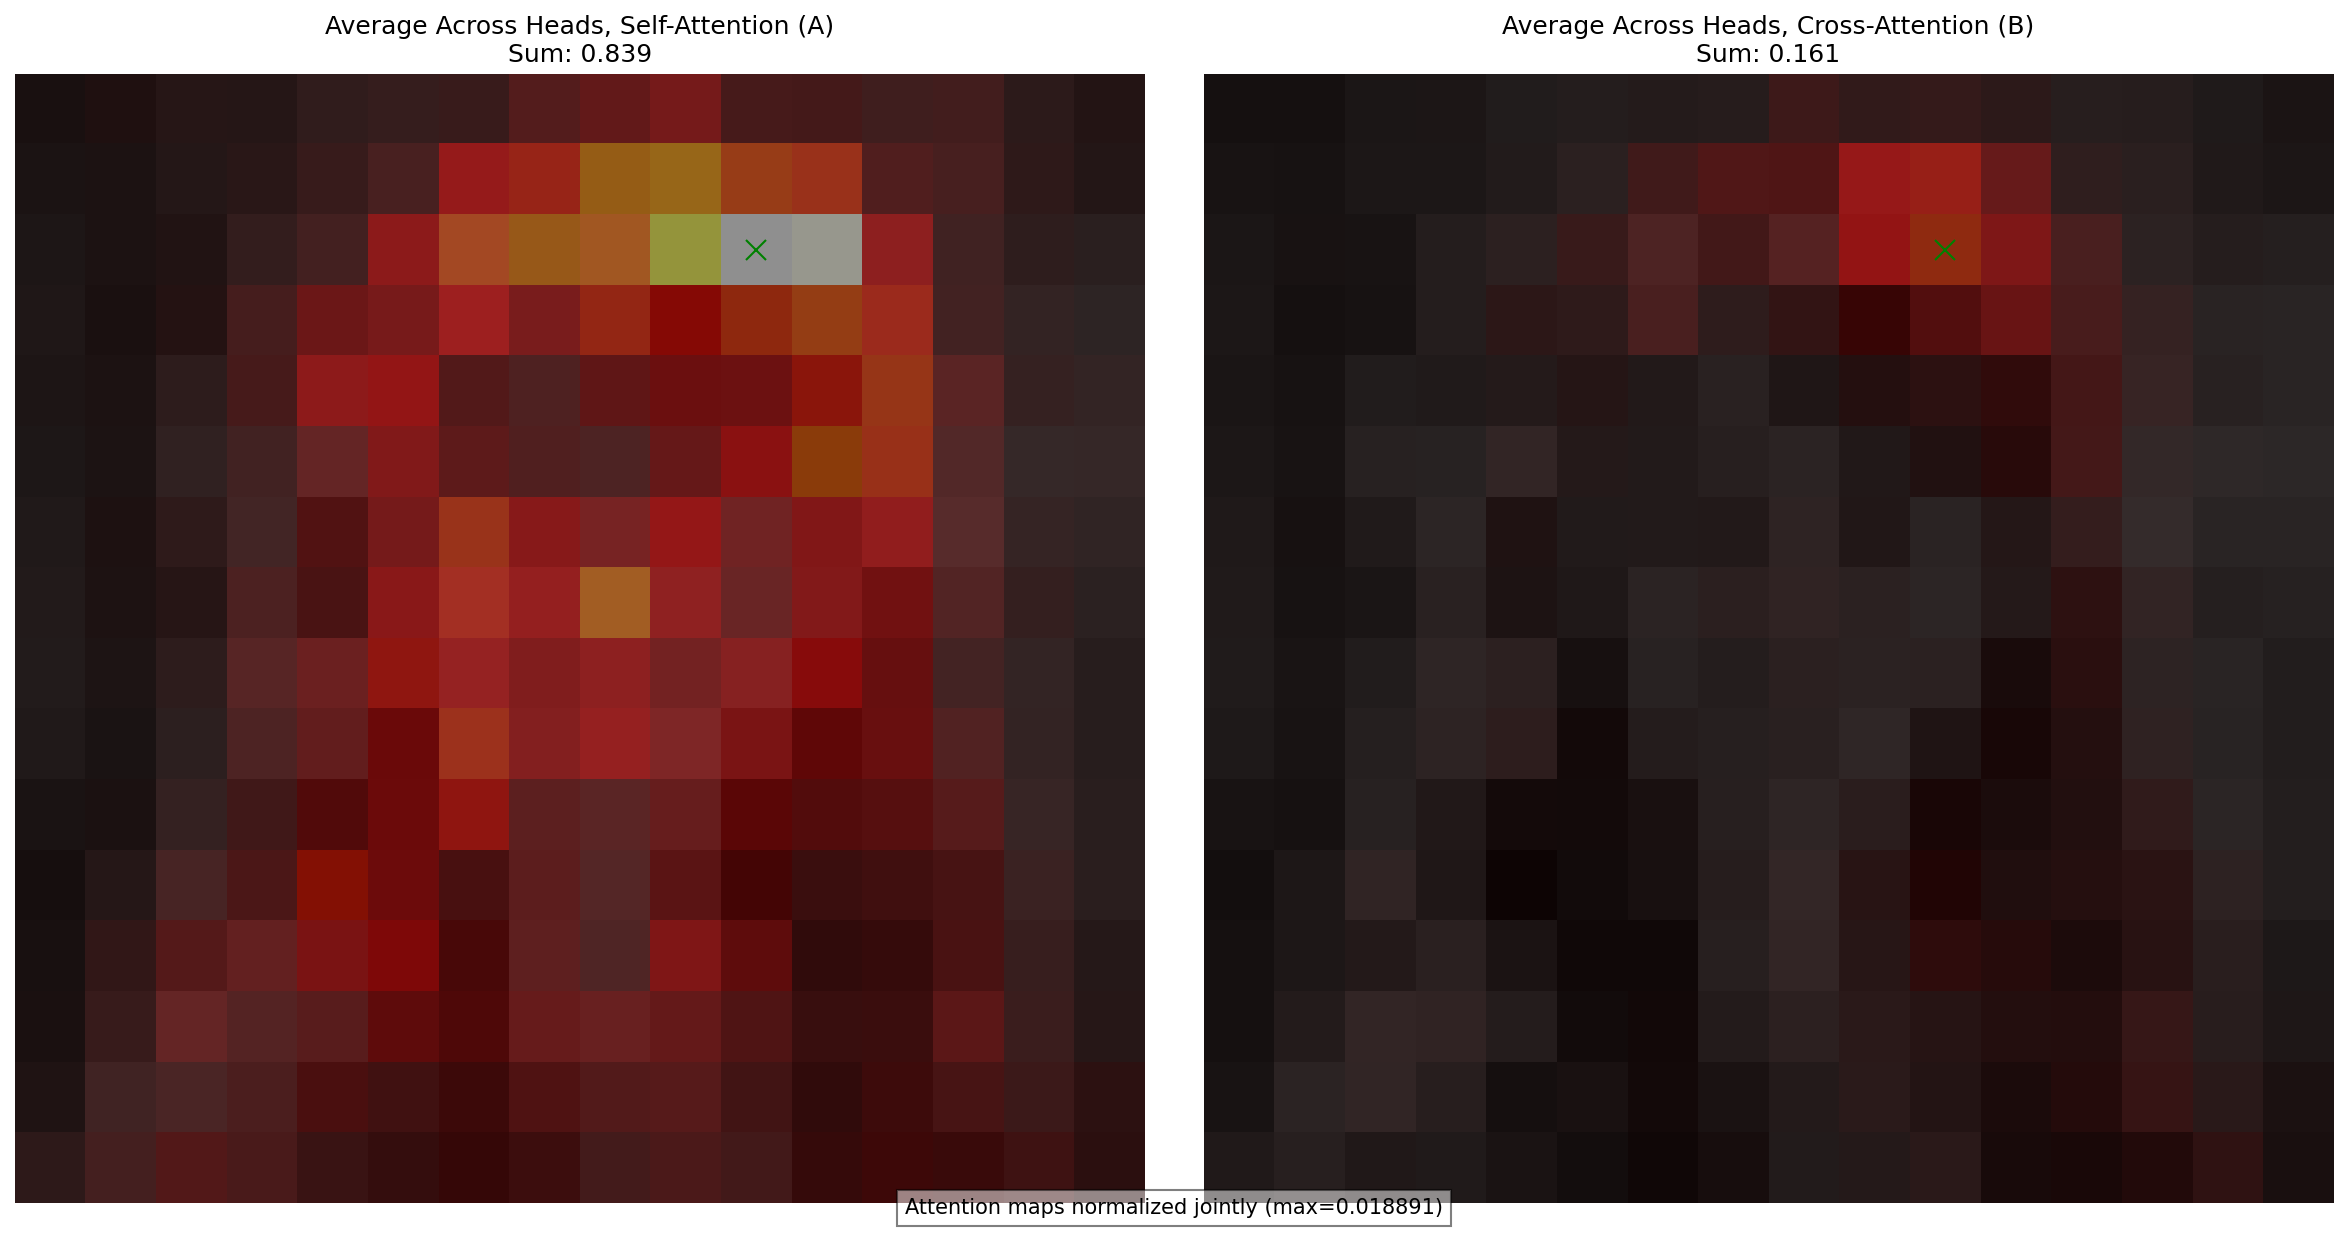 Average Across Heads, Self-Attention (A)
Sum: 0.839
Average Across Heads, Cross-Attention (B)
Sum: 0.161
Attention maps normalized jointly (max=0.018891)